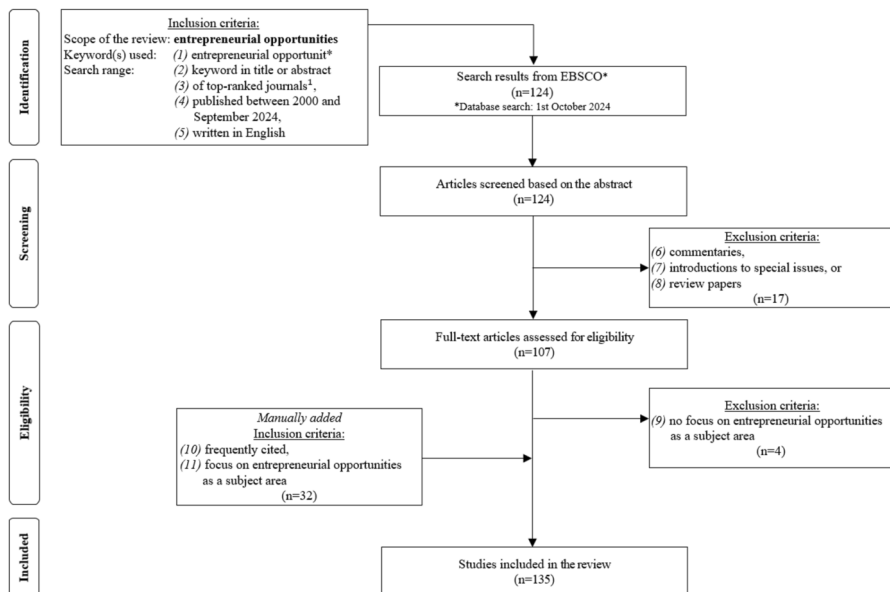 Identification
Inclusion criteria:
Scope of the review: entrepreneurial opportunities
Keyword(s) used: (1) entrepreneurial opportunit*
Search range: (2) keyword in title or abstract
(3) of top-ranked journals¹,
(4) published between 2000 and
September 2024,
(5) written in English
Search results from EBSCO*
(n=124)
*Database search: 1st October 2024
Screening
Articles screened based on the abstract
(n=124)
Exclusion criteria:
(6) commentaries,
(7) introductions to special issues, or
(8) review papers
(n=17)
Eligibility
Full-text articles assessed for eligibility
(n=107)
Exclusion criteria:
(9) no focus on entrepreneurial opportunities
as a subject area
(n=4)
Manually added
Inclusion criteria:
(10) frequently cited,
(11) focus on entrepreneurial opportunities
as a subject area
(n=32)
Included
Studies included in the review
(n=135)